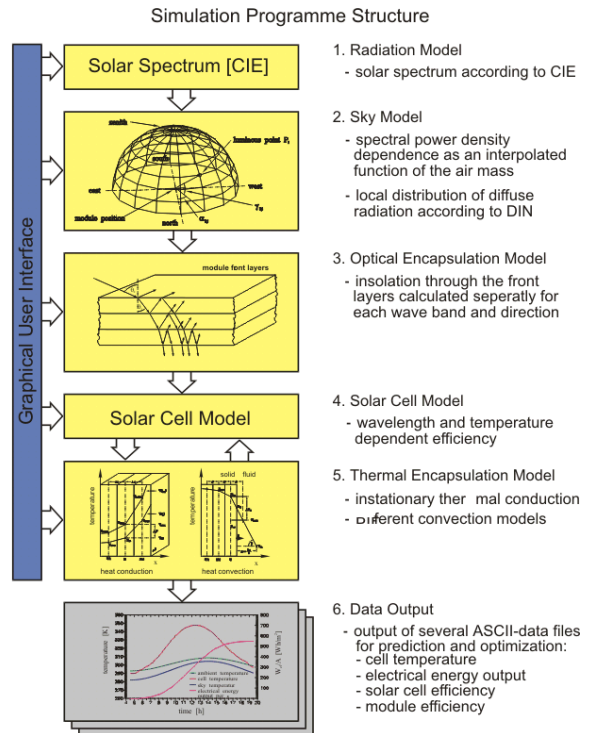 Simulation Programme Structure
Graphical User Interface
Solar Spectrum [CIE]
1. Radiation Model
- solar spectrum according to CIE
zenith
luminous point P
south
east
west
module position
north
2. Sky Model
- spectral power density
dependence as an interpolated
function of the air mass
- local distribution of diffuse
radiation according to DIN
module font layers
3. Optical Encapsulation Model
- insolation through the front
layers calculated seperatly for
each wave band and direction
Solar Cell Model
4. Solar Cell Model
- wavelength and temperature
dependent efficiency
temperature
heat conduction
solid fluid
temperature
heat convection
5. Thermal Encapsulation Model
- instationary ther mal conduction
- fferent convection models
temperature [K]
time [h]
ambient temperature
cell temperature
sky temperatur
electrical energy
6. Data Output
- output of several ASCII-data files
for prediction and optimization:
- cell temperature
- electrical energy output
- solar cell efficiency
- module efficiency